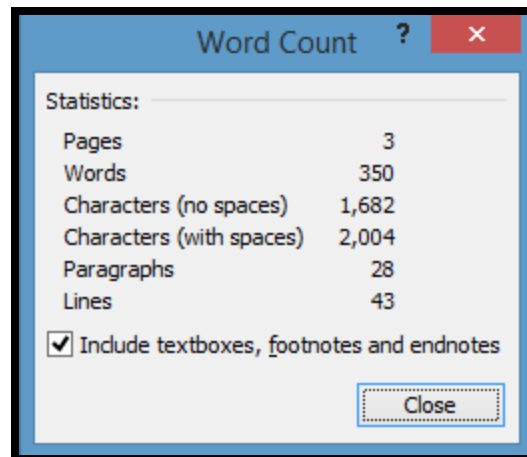 Word Count ? ×
Statistics:
Pages 3
Words 350
Characters (no spaces) 1,682
Characters (with spaces) 2,004
Paragraphs 28
Lines 43
Include textboxes, footnotes and endnotes
Close